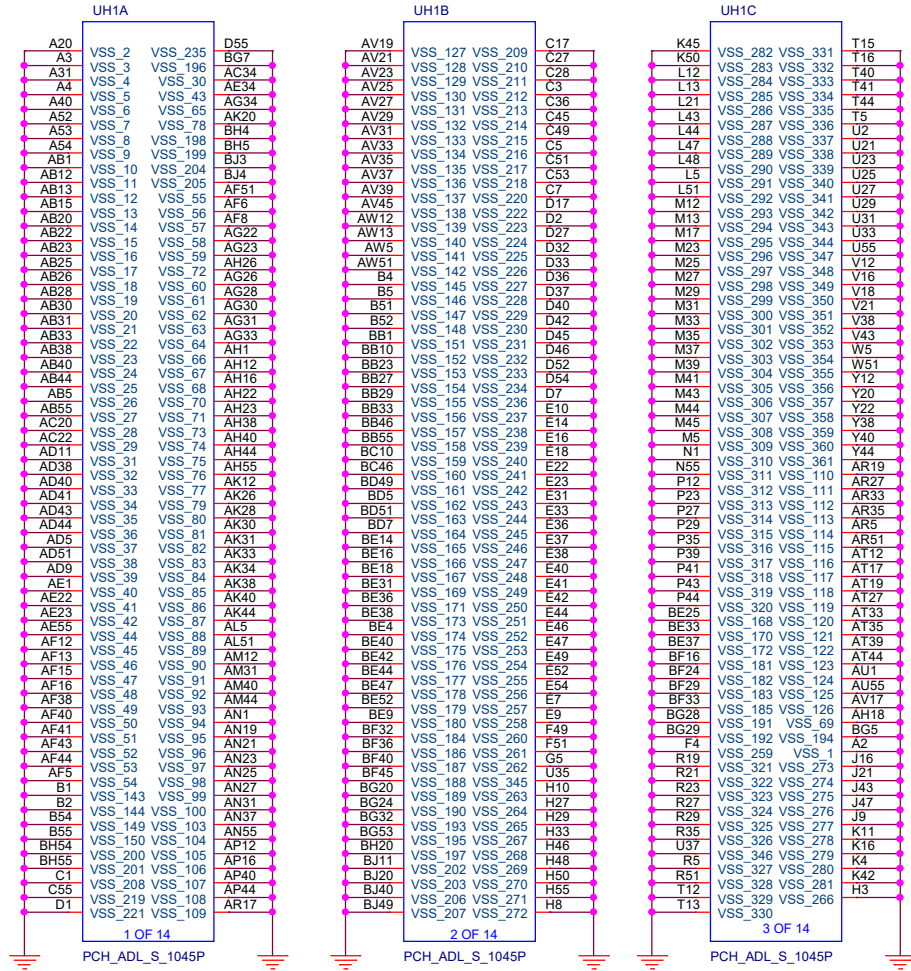 UH1A
A20 VSS_2 VSS_235 D55
A3 VSS_3 VSS_196 BG7
A31 VSS_4 VSS_30 AC34
A4 VSS_5 VSS_43 AE34
A40 VSS_6 VSS_65 AG34
A52 VSS_7 VSS_78 AK20
A53 VSS_8 VSS_198 BH4
A54 VSS_9 VSS_199 BH5
AB1 VSS_10 VSS_204 BJ3
AB12 VSS_11 VSS_205 BJ4
AB13 VSS_12 VSS_55 AF51
AB15 VSS_13 VSS_56 AF6
AB20 VSS_14 VSS_57 AF8
AB22 VSS_15 VSS_58 AG22
AB23 VSS_16 VSS_59 AG23
AB25 VSS_17 VSS_72 AH26
AB26 VSS_18 VSS_60 AG26
AB28 VSS_19 VSS_61 AG28
AB30 VSS_20 VSS_62 AG30
AB31 VSS_21 VSS_63 AG31
AB33 VSS_22 VSS_64 AG33
AB38 VSS_23 VSS_66 AH1
AB40 VSS_24 VSS_67 AH12
AB44 VSS_25 VSS_68 AH16
AB5 VSS_26 VSS_70 AH22
AB55 VSS_27 VSS_71 AH23
AC20 VSS_28 VSS_73 AH38
AC22 VSS_29 VSS_74 AH40
AD11 VSS_31 VSS_75 AH44
AD38 VSS_32 VSS_76 AH55
AD40 VSS_33 VSS_77 AK12
AD41 VSS_34 VSS_79 AK26
AD43 VSS_35 VSS_80 AK28
AD44 VSS_36 VSS_81 AK30
AD5 VSS_37 VSS_82 AK31
AD51 VSS_38 VSS_83 AK33
AD9 VSS_39 VSS_84 AK34
AE1 VSS_40 VSS_85 AK38
AE22 VSS_41 VSS_86 AK40
AE23 VSS_42 VSS_87 AK44
AE55 VSS_44 VSS_88 AL5
AF12 VSS_45 VSS_89 AL51
AF13 VSS_46 VSS_90 AM12
AF15 VSS_47 VSS_91 AM31
AF16 VSS_48 VSS_92 AM40
AF38 VSS_49 VSS_93 AM44
AF40 VSS_50 VSS_94 AN1
AF41 VSS_51 VSS_95 AN19
AF43 VSS_52 VSS_96 AN21
AF44 VSS_53 VSS_97 AN23
AF5 VSS_54 VSS_98 AN25
B1 VSS_143 VSS_99 AN27
B2 VSS_144 VSS_100 AN31
B54 VSS_149 VSS_103 AN37
B55 VSS_150 VSS_104 AN55
BH54 VSS_200 VSS_105 AP12
BH55 VSS_201 VSS_106 AP16
C1 VSS_208 VSS_107 AP40
C55 VSS_219 VSS_108 AP44
D1 VSS_221 VSS_109 AR17
1 OF 14
PCH_ADL_S_1045P
UH1B
AV19 VSS_127 VSS_209 C17
AV21 VSS_128 VSS_210 C27
AV23 VSS_129 VSS_211 C28
AV25 VSS_130 VSS_212 C3
AV27 VSS_131 VSS_213 C36
AV29 VSS_132 VSS_214 C45
AV31 VSS_133 VSS_215 C49
AV33 VSS_134 VSS_216 C5
AV35 VSS_135 VSS_217 C51
AV37 VSS_136 VSS_218 C53
AV39 VSS_137 VSS_220 C7
AV45 VSS_138 VSS_222 D17
AW12 VSS_139 VSS_223 D2
AW13 VSS_140 VSS_224 D27
AW5 VSS_141 VSS_225 D32
AW51 VSS_142 VSS_226 D33
B4 VSS_145 VSS_227 D36
B5 VSS_146 VSS_228 D37
B51 VSS_147 VSS_229 D40
B52 VSS_148 VSS_230 D42
BB1 VSS_151 VSS_231 D45
BB10 VSS_152 VSS_232 D46
BB23 VSS_153 VSS_233 D52
BB27 VSS_154 VSS_234 D54
BB29 VSS_155 VSS_236 D7
BB33 VSS_156 VSS_237 E10
BB46 VSS_157 VSS_238 E14
BB55 VSS_158 VSS_239 E16
BC10 VSS_159 VSS_240 E18
BC46 VSS_160 VSS_241 E22
BD49 VSS_161 VSS_242 E23
BD5 VSS_162 VSS_243 E31
BD51 VSS_163 VSS_244 E33
BD7 VSS_164 VSS_245 E36
BE14 VSS_165 VSS_246 E37
BE16 VSS_166 VSS_247 E38
BE18 VSS_167 VSS_248 E40
BE31 VSS_169 VSS_249 E41
BE36 VSS_171 VSS_250 E42
BE38 VSS_173 VSS_251 E44
BE4 VSS_174 VSS_252 E46
BE40 VSS_175 VSS_253 E47
BE42 VSS_176 VSS_254 E49
BE44 VSS_177 VSS_255 E52
BE47 VSS_178 VSS_256 E54
BE52 VSS_179 VSS_257 E7
BE9 VSS_180 VSS_258 E9
BF32 VSS_184 VSS_260 F49
BF36 VSS_186 VSS_261 F51
BF40 VSS_187 VSS_262 G5
BF45 VSS_188 VSS_345 U35
BG20 VSS_189 VSS_263 H10
BG24 VSS_190 VSS_264 H27
BG32 VSS_193 VSS_265 H29
BG53 VSS_195 VSS_267 H33
BH20 VSS_197 VSS_268 H46
BJ11 VSS_202 VSS_269 H48
BJ20 VSS_203 VSS_270 H50
BJ40 VSS_206 VSS_271 H55
BJ49 VSS_207 VSS_272 H8
2 OF 14
PCH_ADL_S_1045P
UH1C
K45 VSS_282 VSS_331 T15
K50 VSS_283 VSS_332 T16
L12 VSS_284 VSS_333 T40
L13 VSS_285 VSS_334 T41
L21 VSS_286 VSS_335 T44
L43 VSS_287 VSS_336 T5
L44 VSS_288 VSS_337 U2
L47 VSS_289 VSS_338 U21
L48 VSS_290 VSS_339 U23
L5 VSS_291 VSS_340 U25
L51 VSS_292 VSS_341 U27
M12 VSS_293 VSS_342 U29
M13 VSS_294 VSS_343 U31
M17 VSS_295 VSS_344 U33
M23 VSS_296 VSS_347 U55
M25 VSS_297 VSS_348 V12
M27 VSS_298 VSS_349 V16
M29 VSS_299 VSS_350 V18
M31 VSS_300 VSS_351 V21
M33 VSS_301 VSS_352 V38
M35 VSS_302 VSS_353 V43
M37 VSS_303 VSS_354 W5
M39 VSS_304 VSS_355 W51
M41 VSS_305 VSS_356 Y12
M43 VSS_306 VSS_357 Y20
M44 VSS_307 VSS_358 Y22
M45 VSS_308 VSS_359 Y38
M5 VSS_309 VSS_360 Y40
N1 VSS_310 VSS_361 Y44
N55 VSS_311 VSS_110 AR19
P12 VSS_312 VSS_111 AR27
P23 VSS_313 VSS_112 AR33
P27 VSS_314 VSS_113 AR35
P29 VSS_315 VSS_114 AR5
P35 VSS_316 VSS_115 AR51
P39 VSS_317 VSS_116 AT12
P41 VSS_318 VSS_117 AT17
P43 VSS_319 VSS_118 AT19
P44 VSS_320 VSS_119 AT27
BE25 VSS_168 VSS_120 AT33
BE33 VSS_170 VSS_121 AT35
BE37 VSS_172 VSS_122 AT39
BF16 VSS_181 VSS_123 AT44
BF24 VSS_182 VSS_124 AU1
BF29 VSS_183 VSS_125 AU55
BF33 VSS_185 VSS_126 AV17
BG28 VSS_191 VSS_69 AH18
BG29 VSS_192 VSS_194 BG5
F4 VSS_259 VSS_1 A2
R19 VSS_321 VSS_273 J16
R21 VSS_322 VSS_274 J21
R23 VSS_323 VSS_275 J43
R27 VSS_324 VSS_276 J47
R29 VSS_325 VSS_277 J9
R35 VSS_326 VSS_278 K11
U37 VSS_346 VSS_279 K16
R5 VSS_327 VSS_280 K4
R51 VSS_328 VSS_281 K42
T12 VSS_329 VSS_266 H3
T13 VSS_330
3 OF 14
PCH_ADL_S_1045P